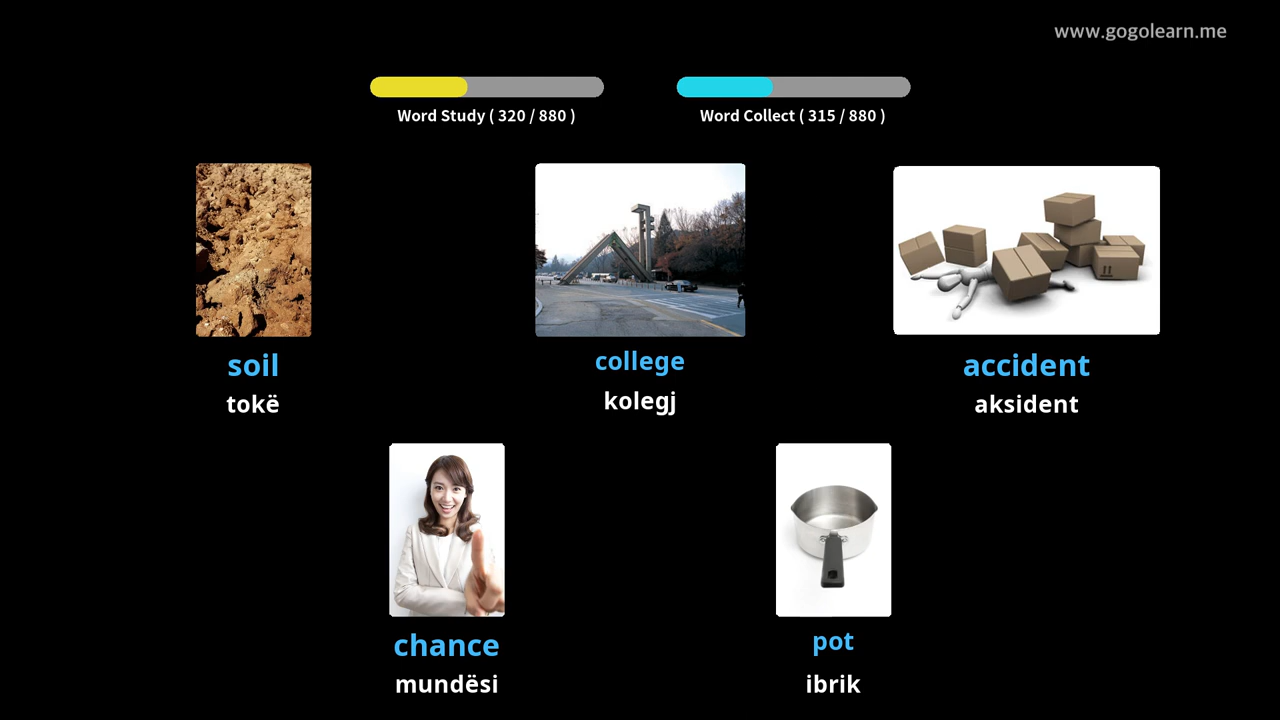 www.gogolearn.me
Word Study ( 320 / 880 )
Word Collect ( 315 / 880 )
soil
tokë
college
kolegj
accident
aksident
chance
mundësi
pot
ibrik